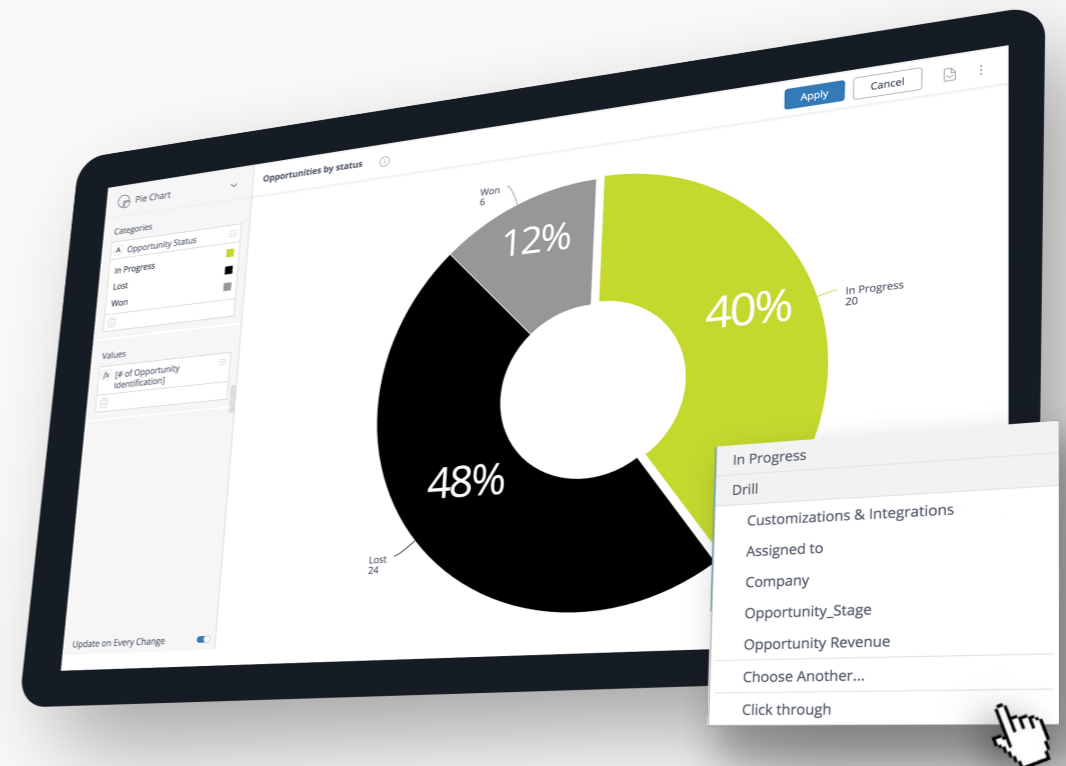 Apply
Cancel
Pie Chart
Opportunities by status
Categories
A Opportunity Status
In Progress
Lost
Won
Values
fx [# of Opportunity
Identification]
Update on Every Change
Won
6
12%
40%
In Progress
20
48%
Lost
24
In Progress
Drill
Customizations & Integrations
Assigned to
Company
Opportunity_Stage
Opportunity Revenue
Choose Another...
Click through